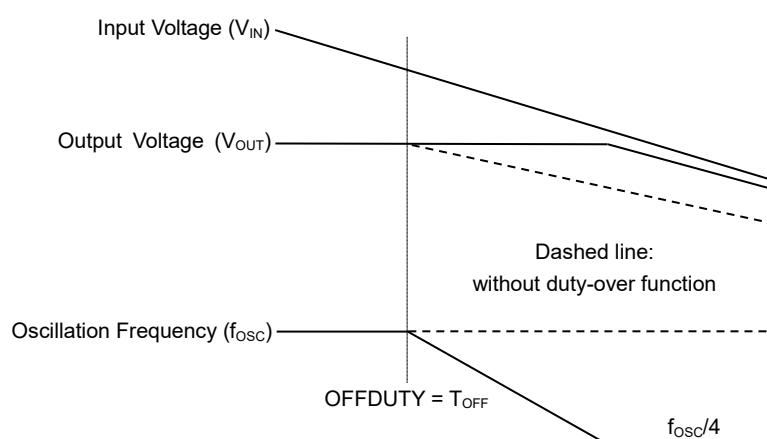 Input Voltage (VIN)
Output Voltage (VOUT)
Dashed line:
without duty-over function
Oscillation Frequency (fOSC)
OFFDUTY = TOFF
fOSC/4